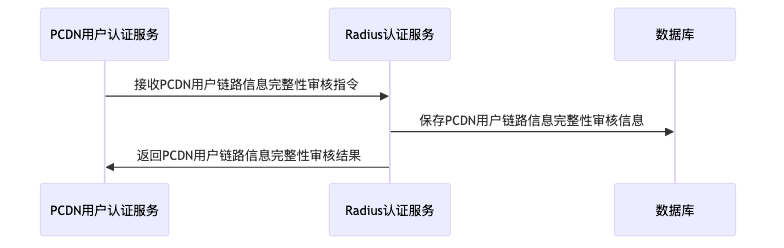 PCDN用户认证服务
Radius认证服务
数据库
接收PCDN用户链路信息完整性审核指令
保存PCDN用户链路信息完整性审核信息
返回PCDN用户链路信息完整性审核结果
PCDN用户认证服务
Radius认证服务
数据库